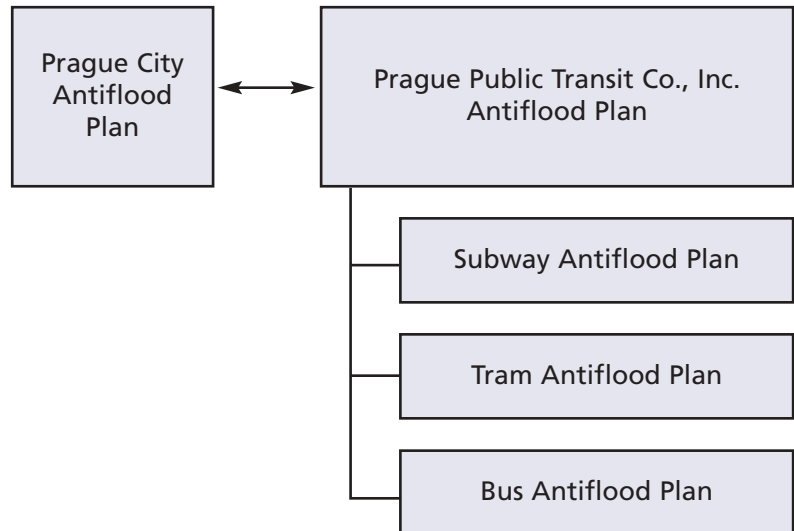 Prague City
Antiflood
Plan
Prague Public Transit Co., Inc.
Antiflood Plan
Subway Antiflood Plan
Tram Antiflood Plan
Bus Antiflood Plan